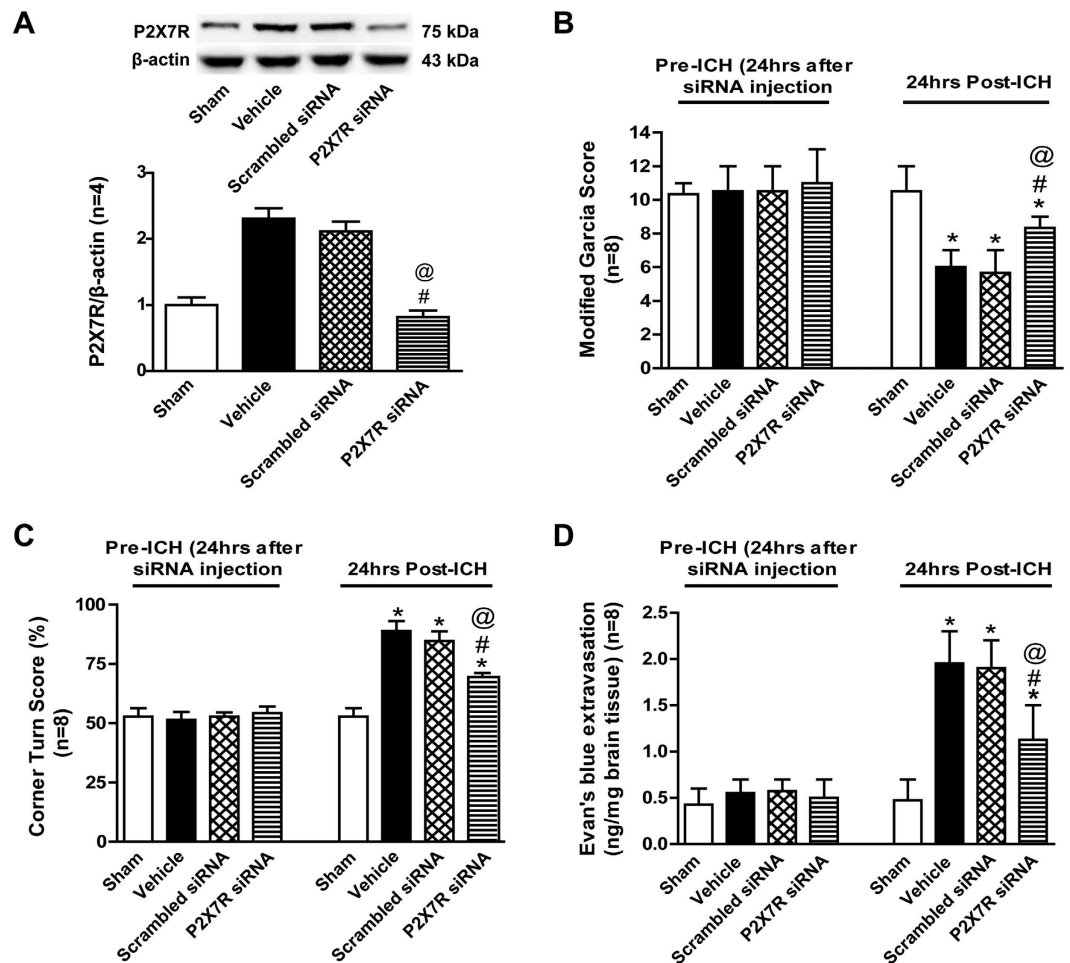 A
P2X7R
75 kDa
β-actin
43 kDa
Sham
Vehicle
Scrambled siRNA
P2X7R siRNA
P2X7R/β-actin (n=4)
3
2
1
0
@
#
Sham
Vehicle
Scrambled siRNA
P2X7R siRNA
B
Pre-ICH (24hrs after
siRNA injection
24hrs Post-ICH
Modified Garcia Score
(n=8)
14
12
10
8
6
4
2
0
*
*
@
#
*
Sham
Vehicle
Scrambled siRNA
P2X7R siRNA
Sham
Vehicle
Scrambled siRNA
P2X7R siRNA
C
Pre-ICH (24hrs after
siRNA injection
24hrs Post-ICH
Corner Turn Score (%)
(n=8)
100
75
50
25
0
*
*
@
#
*
Sham
Vehicle
Scrambled siRNA
P2X7R siRNA
Sham
Vehicle
Scrambled siRNA
P2X7R siRNA
D
Pre-ICH (24hrs after
siRNA injection
24hrs Post-ICH
Evan's blue extravasation
(ng/mg brain tissue) (n=8)
2.5
2.0
1.5
1.0
0.5
0.0
*
*
@
#
*
Sham
Vehicle
Scrambled siRNA
P2X7R siRNA
Sham
Vehicle
Scrambled siRNA
P2X7R siRNA